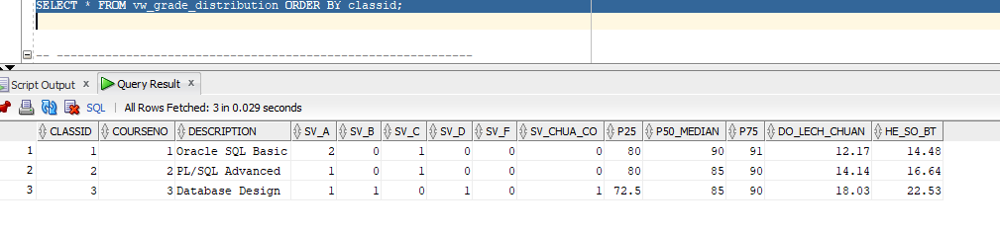 SELECT * FROM vw_grade_distribution ORDER BY classid;
-- ------------------------------------------------------------
Script Output x Query Result x
SQL | All Rows Fetched: 3 in 0.029 seconds
CLASSID COURSENO DESCRIPTION SV_A SV_B SV_C SV_D SV_F SV_CHUA_CO P25 P50_MEDIAN P75 DO_LECH_CHUAN HE_SO_BT
1 1 1 Oracle SQL Basic 2 0 1 0 0 0 80 90 91 12.17 14.48
2 2 2 PL/SQL Advanced 1 0 1 0 0 0 80 85 90 14.14 16.64
3 3 3 Database Design 1 1 0 1 0 1 72.5 85 90 18.03 22.53